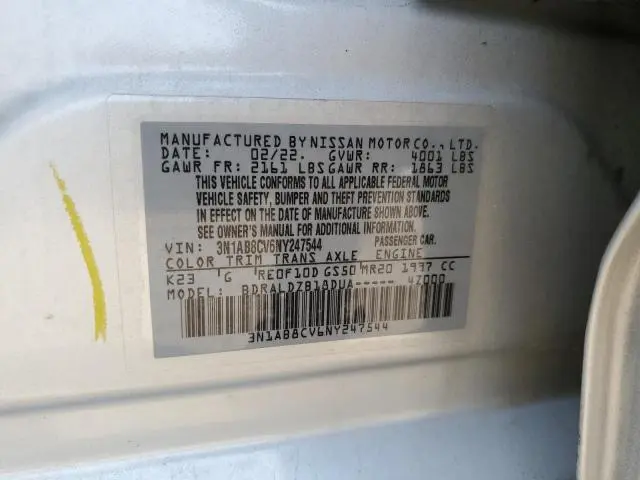 MANUFACTURED BY NISSAN MOTOR CO., LTD.
DATE: 02/22. GVWR: 4001 LBS
GAWR FR: 2161 LBS GAWR RR: 1863 LBS
THIS VEHICLE CONFORMS TO ALL APPLICABLE FEDERAL MOTOR
VEHICLE SAFETY, BUMPER AND THEFT PREVENTION STANDARDS
IN EFFECT ON THE DATE OF MANUFACTURE SHOWN ABOVE.
SEE OWNER'S MANUAL FOR ADDITIONAL INFORMATION.
VIN: 3N1AB8CV6NY247544 PASSENGER CAR.
COLOR TRIM TRANS AXLE ENGINE
K23 G RE0F10D GS50 MR20 1997 CC
MODEL: BDRALDZB18DUA----- 47000
3N1AB8CV6NY247544